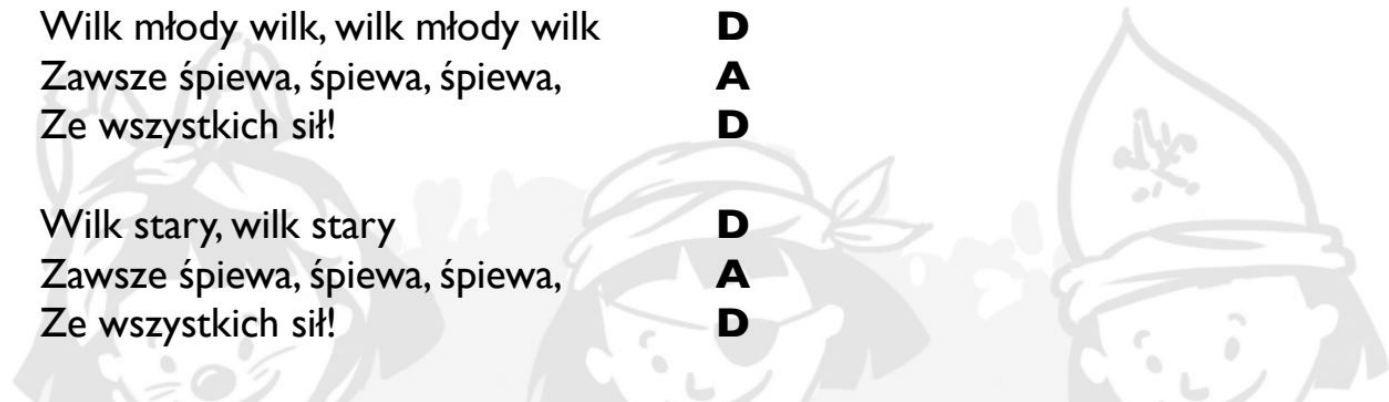 Wilk młody wilk, wilk młody wilk D
Zawsze śpiewa, śpiewa, śpiewa, A
Ze wszystkich sił! D
Wilk stary, wilk stary D
Zawsze śpiewa, śpiewa, śpiewa, A
Ze wszystkich sił! D